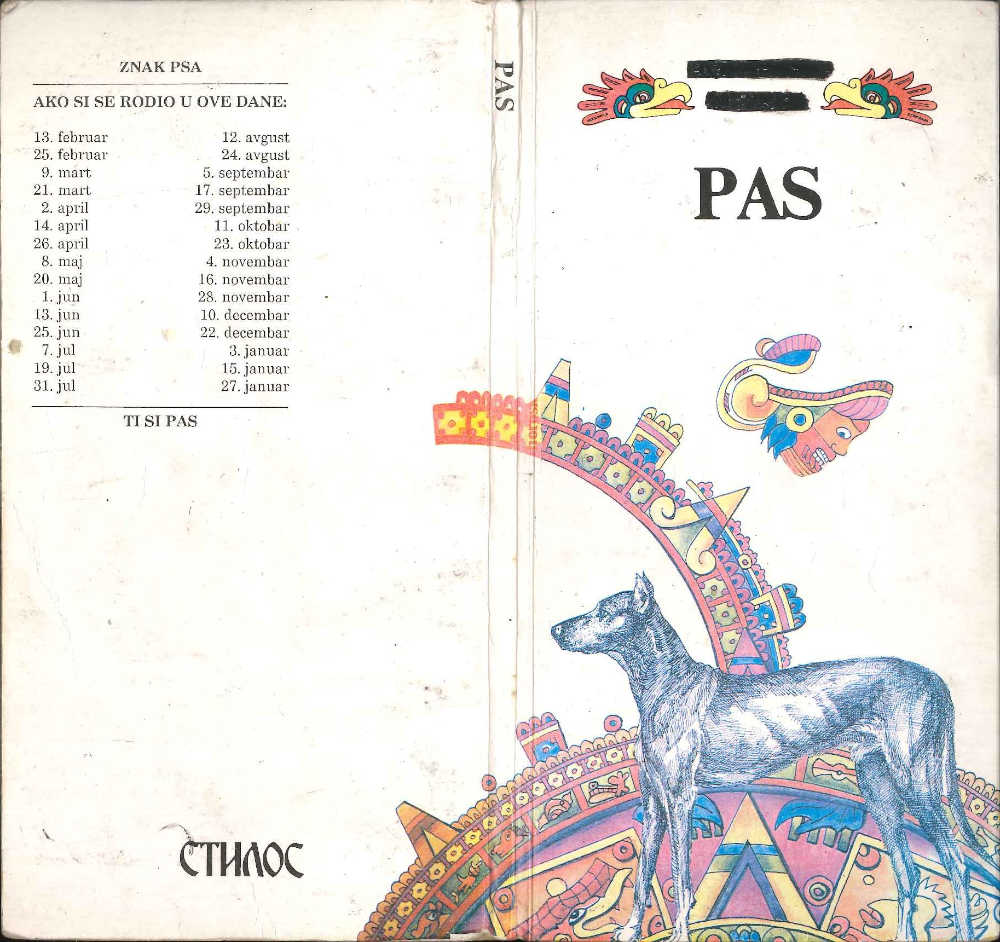 ZNAK PSA
AKO SI SE RODIO U OVE DANE:
13. februar 12. avgust
25. februar 24. avgust
9. mart 5. septembar
21. mart 17. septembar
2. april 29. septembar
14. april 11. oktobar
26. april 23. oktobar
8. maj 4. novembar
20. maj 16. novembar
1. jun 28. novembar
13. jun 10. decembar
25. jun 22. decembar
7. jul 3. januar
19. jul 15. januar
31. jul 27. januar
TI SI PAS
СТИЛОС
PAS
PAS